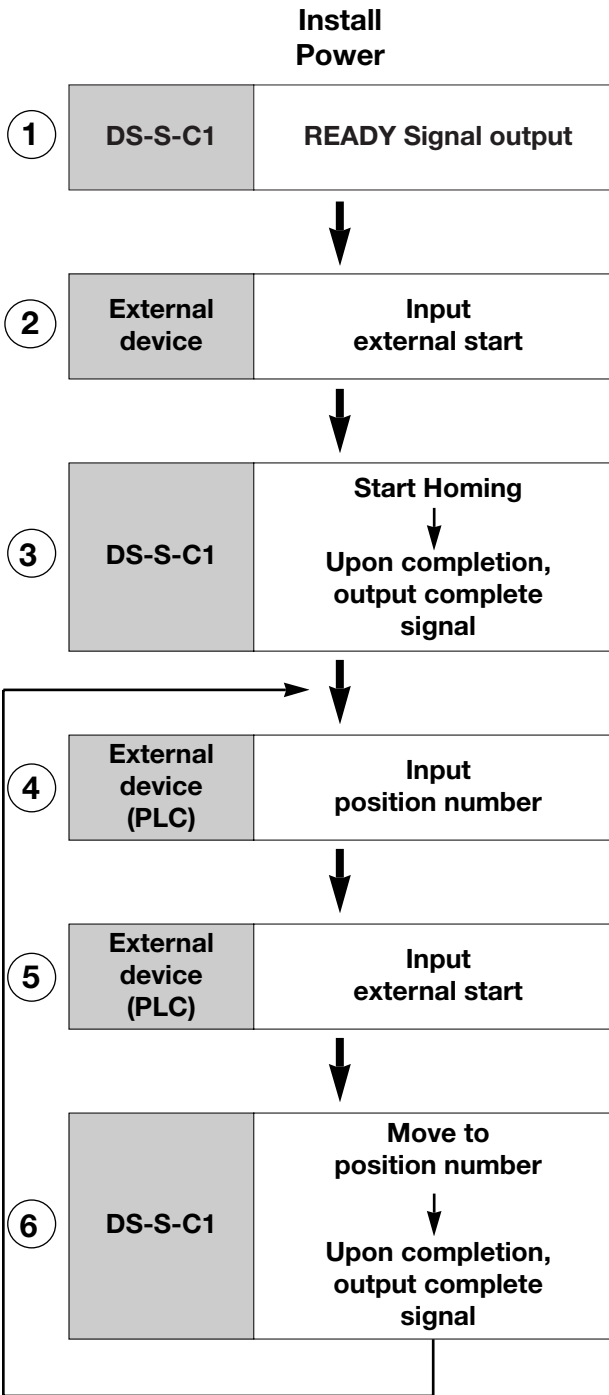 Install
Power
1
DS-S-C1
READY Signal output
2
External
device
Input
external start
3
DS-S-C1
Start Homing
Upon completion,
output complete
signal
4
External
device
(PLC)
Input
position number
5
External
device
(PLC)
Input
external start
6
DS-S-C1
Move to
position number
Upon completion,
output complete
signal